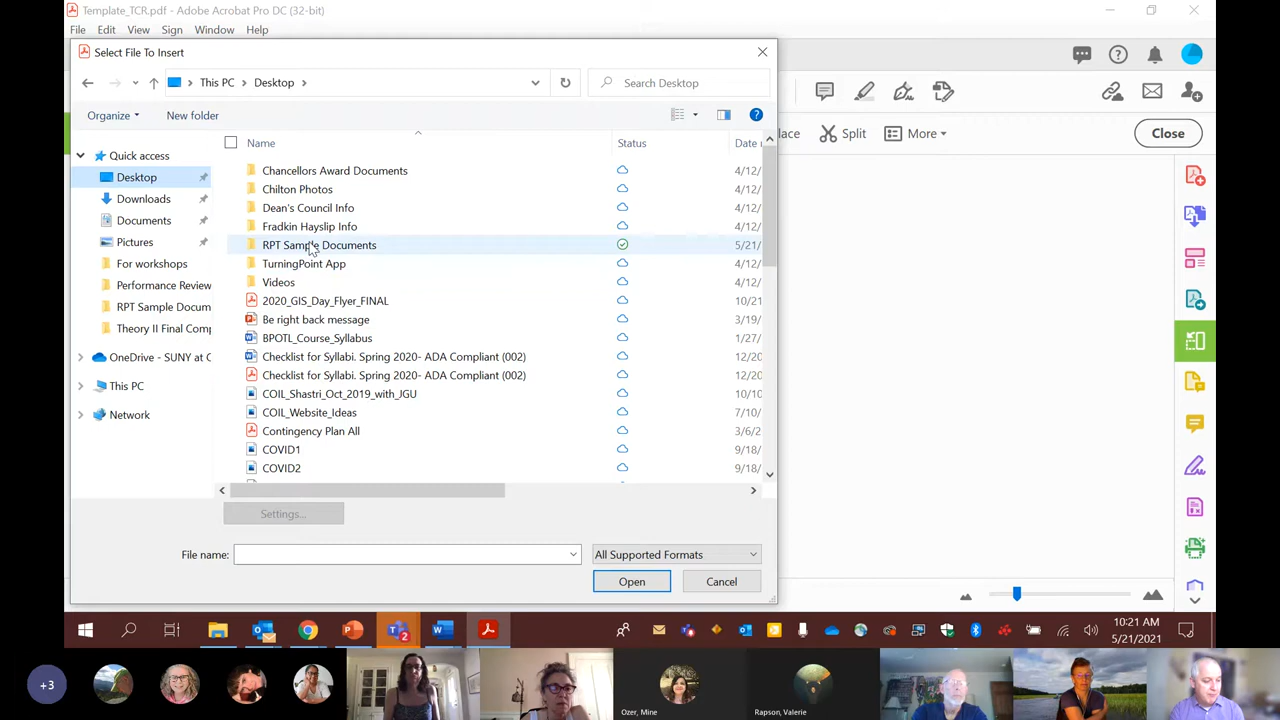 Template_TCR.pdf - Adobe Acrobat Pro DC (32-bit)
File Edit View Sign Window Help
Select File To Insert
This PC Desktop
Search Desktop
Organize New folder
lace Split More Close
Name Status Date
Quick access
Desktop
Downloads
Documents
Pictures
For workshops
Performance Review
RPT Sample Docum
Theory II Final Comp
OneDrive - SUNY at
This PC
Network
Chancellors Award Documents 4/12/
Chilton Photos 4/12/
Dean's Council Info 4/12/
Fradkin Hayslip Info 4/12/
RPT Sample Documents 5/21/
TurningPoint App 4/12/
Videos 4/12/
2020_GIS_Day_Flyer_FINAL 10/21
Be right back message 3/19/
BPOTL_Course_Syllabus 1/27/
Checklist for Syllabi. Spring 2020- ADA Compliant (002) 12/20
Checklist for Syllabi. Spring 2020- ADA Compliant (002) 12/20
COIL_Shastri_Oct_2019_with_JGU 10/10
COIL_Website_Ideas 7/10/
Contingency Plan All 3/6/2
COVID1 9/18/
COVID2 9/18/
Settings...
File name: All Supported Formats
Open Cancel
10:21 AM
5/21/2021
+3
Ozer, Mine
Rapson, Valerie